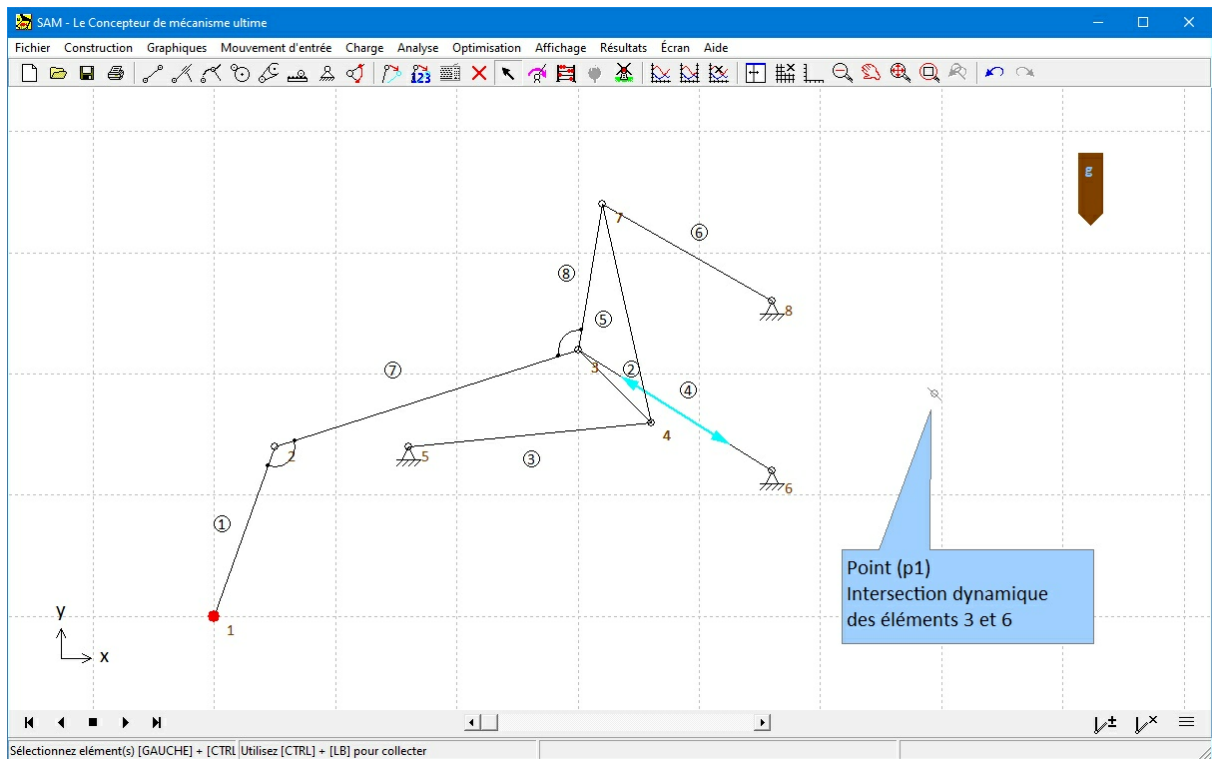 SAM - Le Concepteur de mécanisme ultime
Fichier Construction Graphiques Mouvement d'entrée Charge Analyse Optimisation Affichage Résultats Écran Aide
123
g
7
6
8
8
5
7
3
2
4
2
5
4
3
6
1
Point (p1)
Intersection dynamique
des éléments 3 et 6
y
1
x
Sélectionnez elément(s) [GAUCHE] + [CTRL Utilisez [CTRL] + [LB] pour collecter